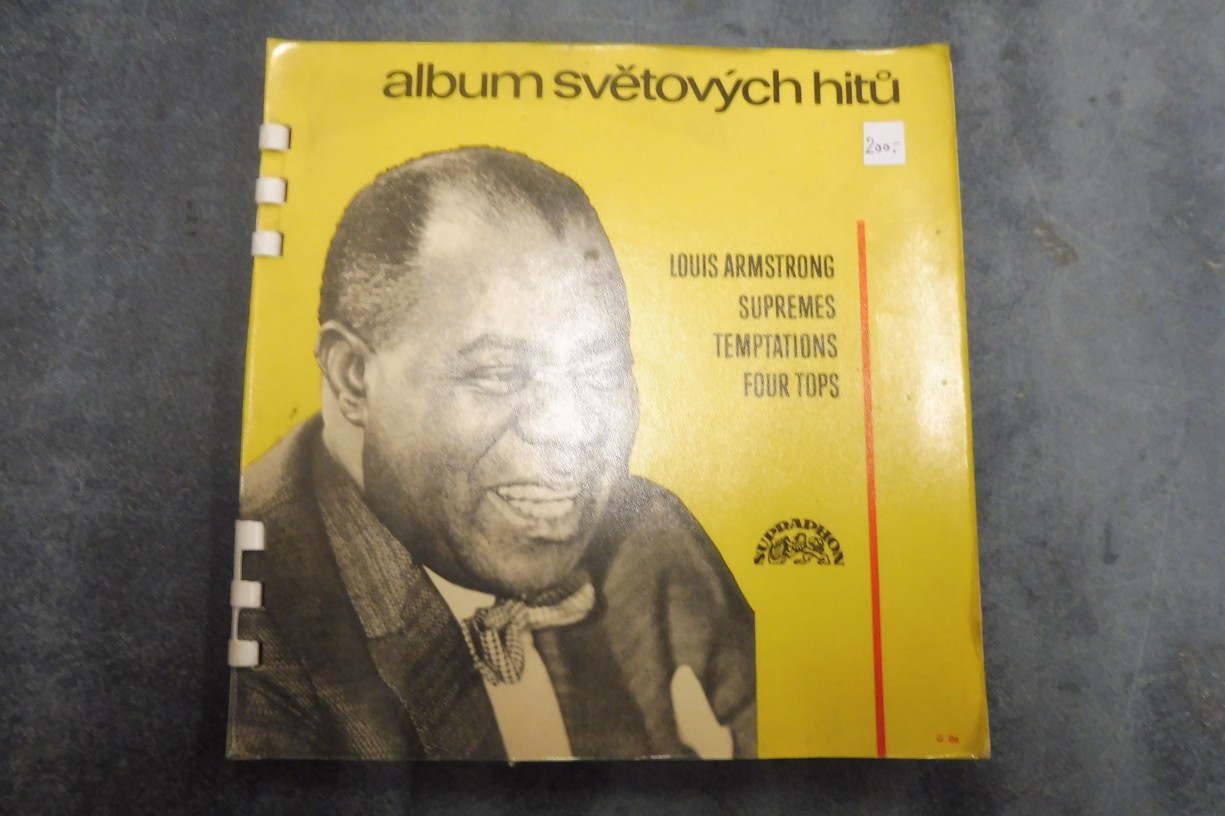 album světových hitů
200,-
LOUIS ARMSTRONG
SUPREMES
TEMPTATIONS
FOUR TOPS
SUPRAPHON
G